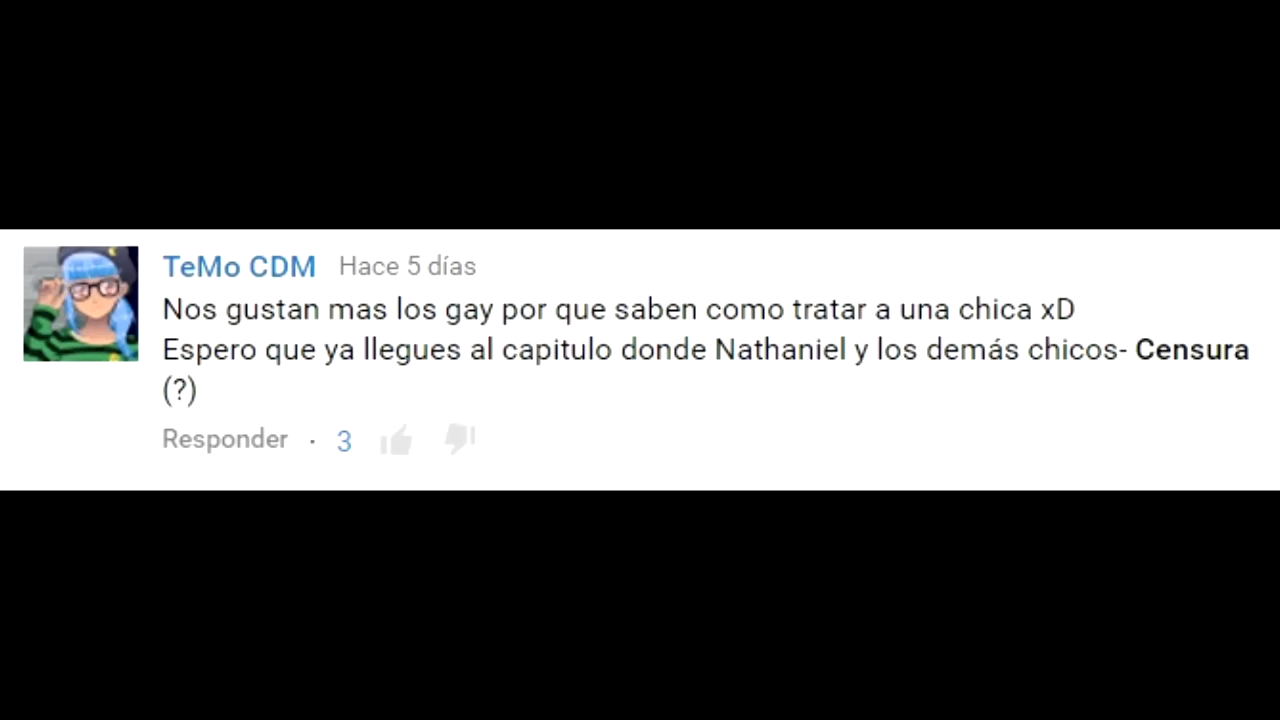 TeMo CDM Hace 5 días
Nos gustan mas los gay por que saben como tratar a una chica xD
Espero que ya llegues al capitulo donde Nathaniel y los demás chicos- Censura
(?)
Responder · 3